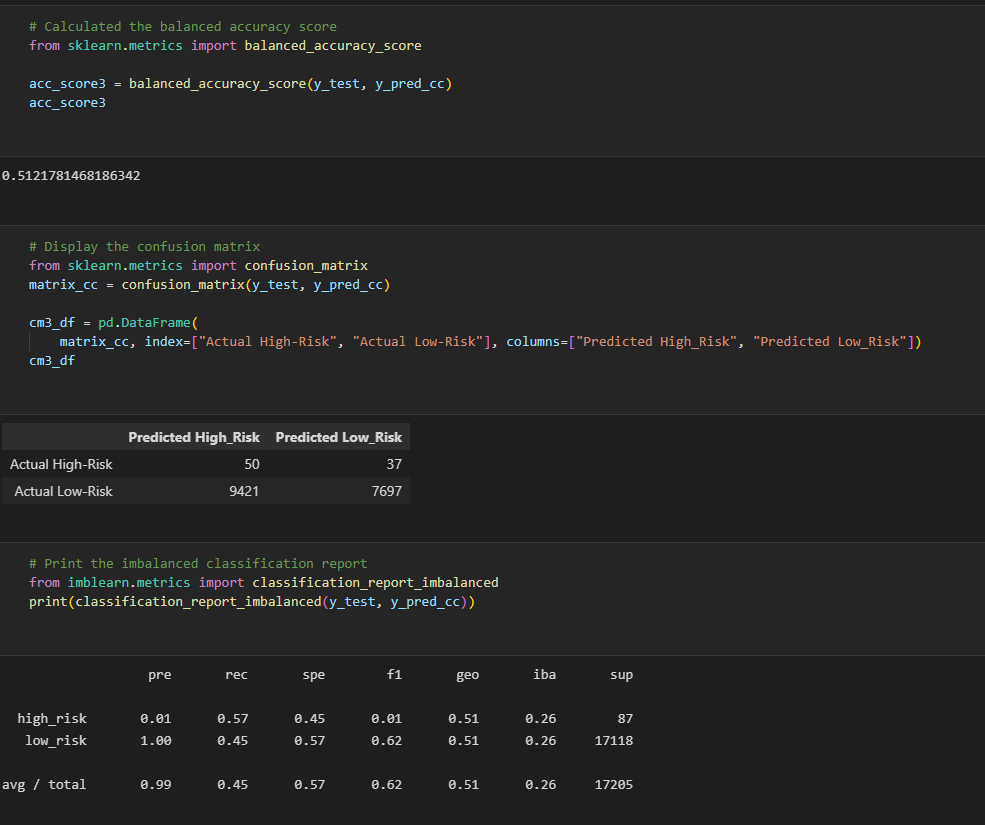 # Calculated the balanced accuracy score
from sklearn.metrics import balanced_accuracy_score
acc_score3 = balanced_accuracy_score(y_test, y_pred_cc)
acc_score3
0.5121781468186342
# Display the confusion matrix
from sklearn.metrics import confusion_matrix
matrix_cc = confusion_matrix(y_test, y_pred_cc)
cm3_df = pd.DataFrame(
    matrix_cc, index=["Actual High-Risk", "Actual Low-Risk"], columns=["Predicted High_Risk", "Predicted Low_Risk"])
cm3_df
Predicted High_Risk Predicted Low_Risk
Actual High-Risk 50 37
Actual Low-Risk 9421 7697
# Print the imbalanced classification report
from imblearn.metrics import classification_report_imbalanced
print(classification_report_imbalanced(y_test, y_pred_cc))
pre rec spe f1 geo iba sup
high_risk 0.01 0.57 0.45 0.01 0.51 0.26 87
low_risk 1.00 0.45 0.57 0.62 0.51 0.26 17118
avg / total 0.99 0.45 0.57 0.62 0.51 0.26 17205